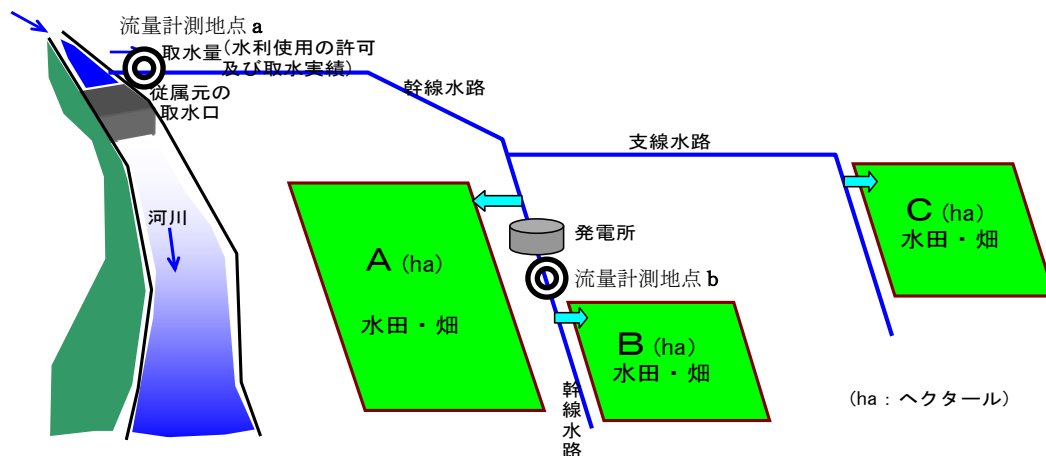 流量計測地点 a
取水量(水利使用の許可
及び取水実績)
従属元の
取水口
幹線水路
支線水路
河川
A (ha)
水田・畑
発電所
流量計測地点 b
B (ha)
水田・畑
C (ha)
水田・畑
幹線水路
(ha：ヘクタール)